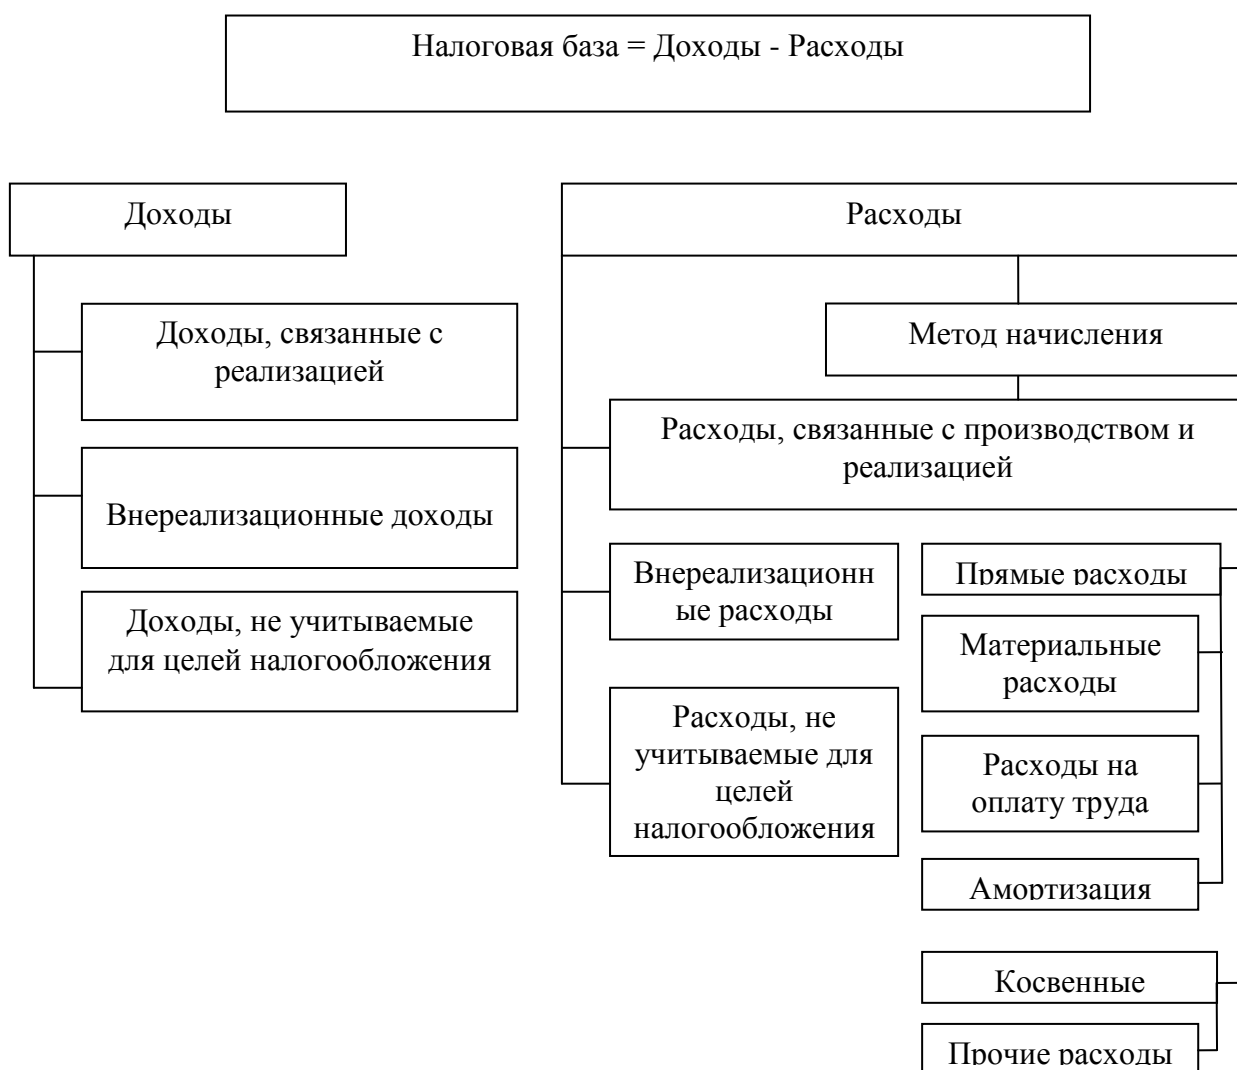 Налоговая база = Доходы - Расходы
Доходы
Доходы, связанные с
реализацией
Внереализационные доходы
Доходы, не учитываемые
для целей налогообложения
Расходы
Метод начисления
Расходы, связанные с производством и
реализацией
Внереализационн
ые расходы
Расходы, не
учитываемые для
целей
налогообложения
Прямые расходы
Материальные
расходы
Расходы на
оплату труда
Амортизация
Косвенные
Прочие расходы